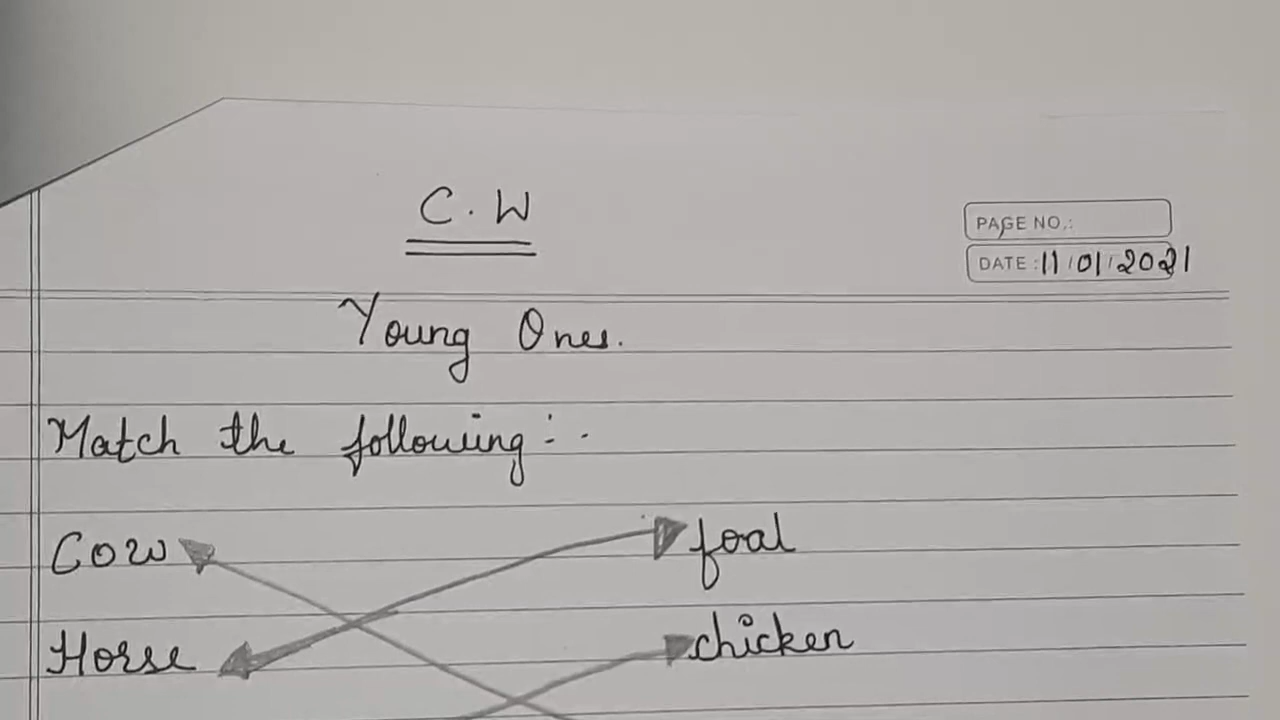 C.W
PAGE NO.:
DATE: 11/01/2021
Young Ones.
Match the following:-
Cow foal
Horse chicken